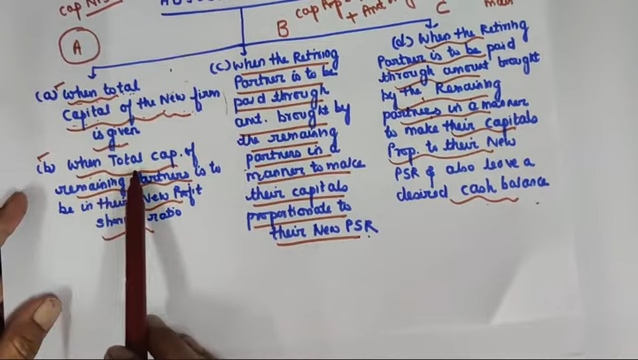 B
C
A
(a) When total
Capital of the New firm
is given
(b) When Total cap. of
remaining Partners is to
be in their New Profit
ratio
(c) When the Retiring
Partner is to be
paid through
amt. brought by
the remaining
partners in a
manner to make
their capitals
proportionate to
their New PSR.
(d) When the Retiring
Partner is to be paid
through amount brought
by the Remaining
partners in a manner
to make their capitals
Prop. to their New
PSR & also leave a
desired cash balance